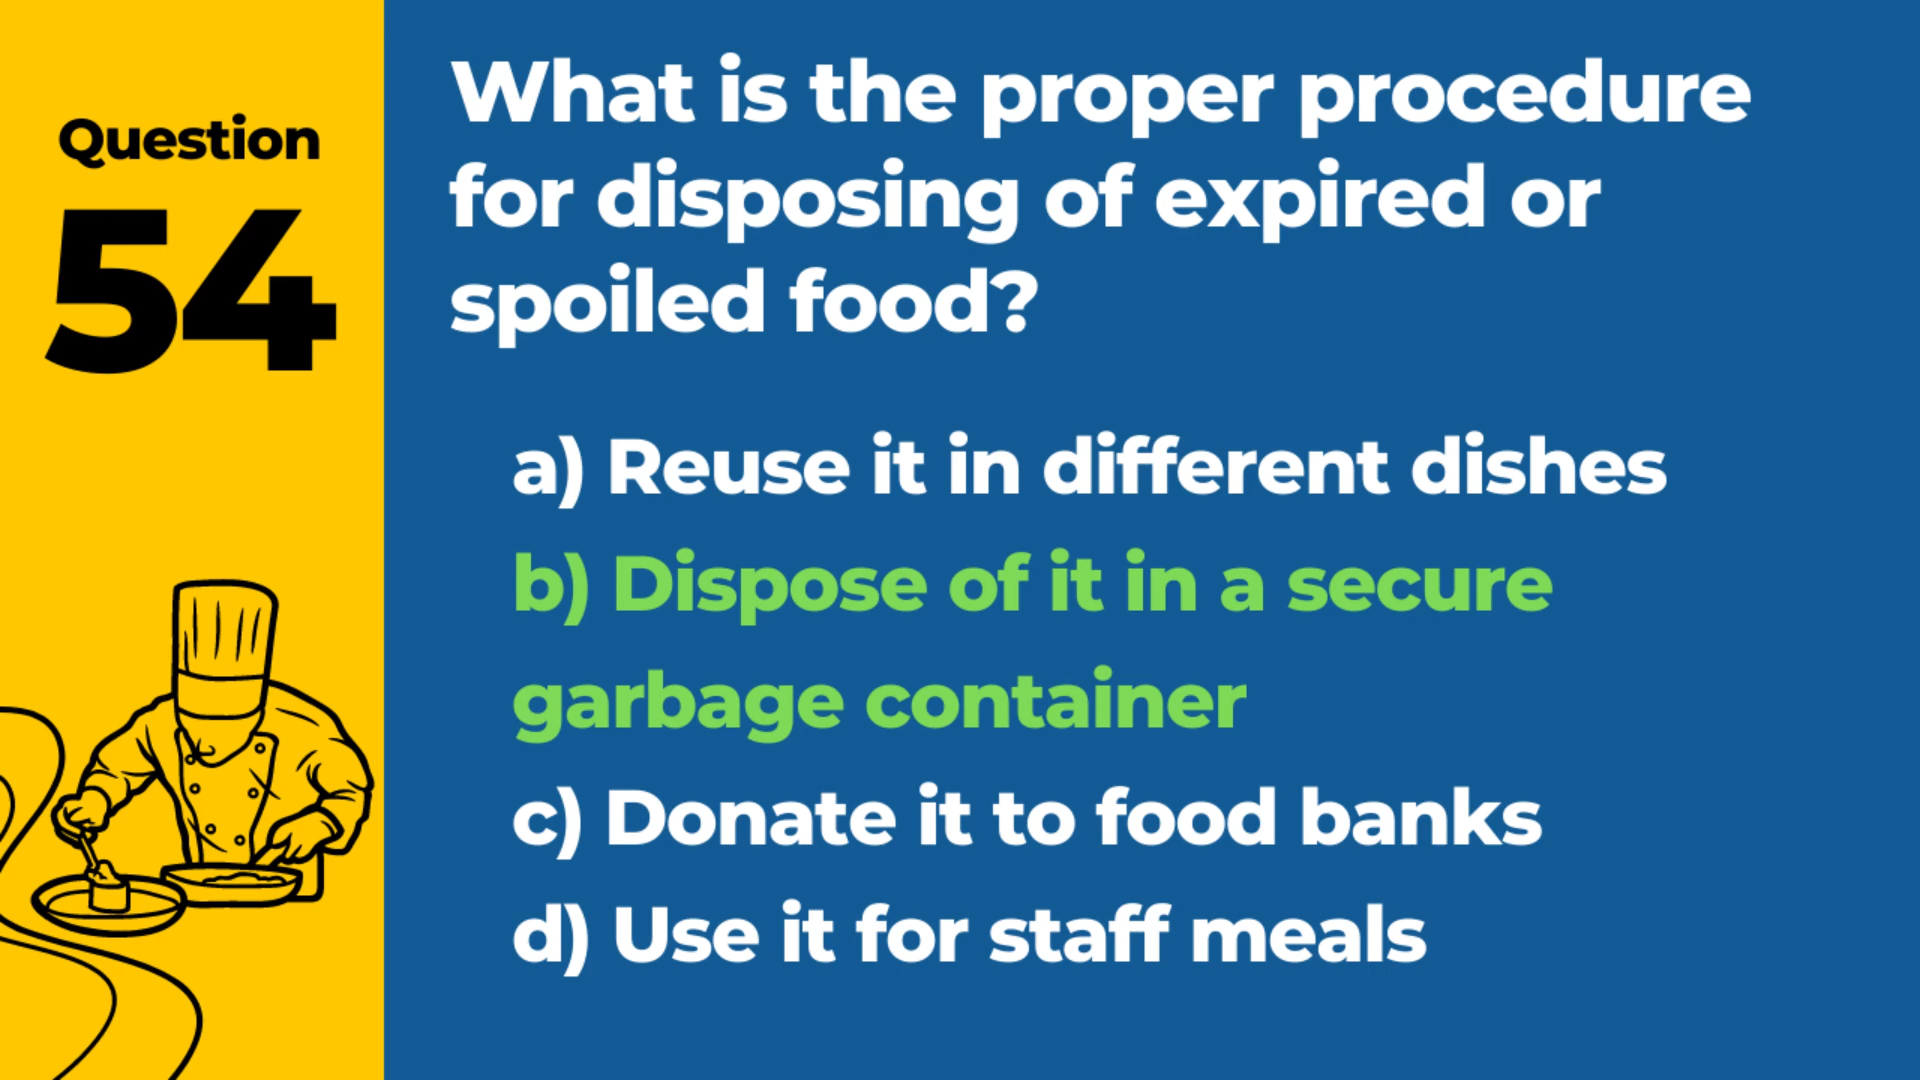 Question
54
What is the proper procedure
for disposing of expired or
spoiled food?
a) Reuse it in different dishes
b) Dispose of it in a secure
garbage container
c) Donate it to food banks
d) Use it for staff meals